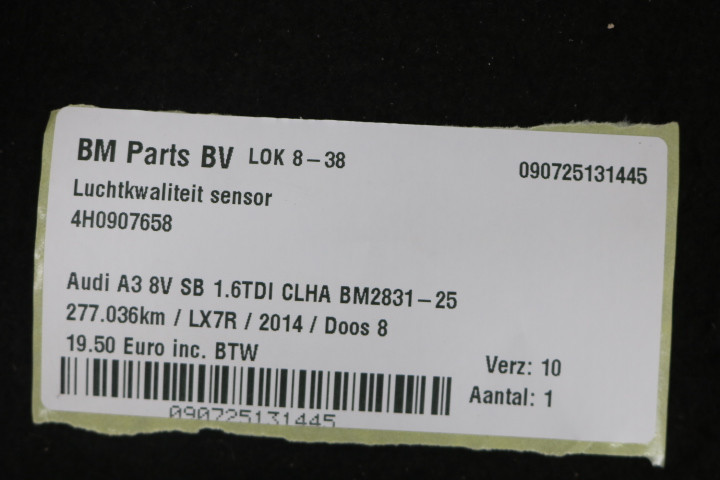 BM Parts BV LOK 8-38
090725131445
Luchtkwaliteit sensor
4H0907658
Audi A3 8V SB 1.6TDI CLHA BM2831-25
277.036km / LX7R / 2014 / Doos 8
19.50 Euro inc. BTW
Verz: 10
Aantal: 1
090725131445